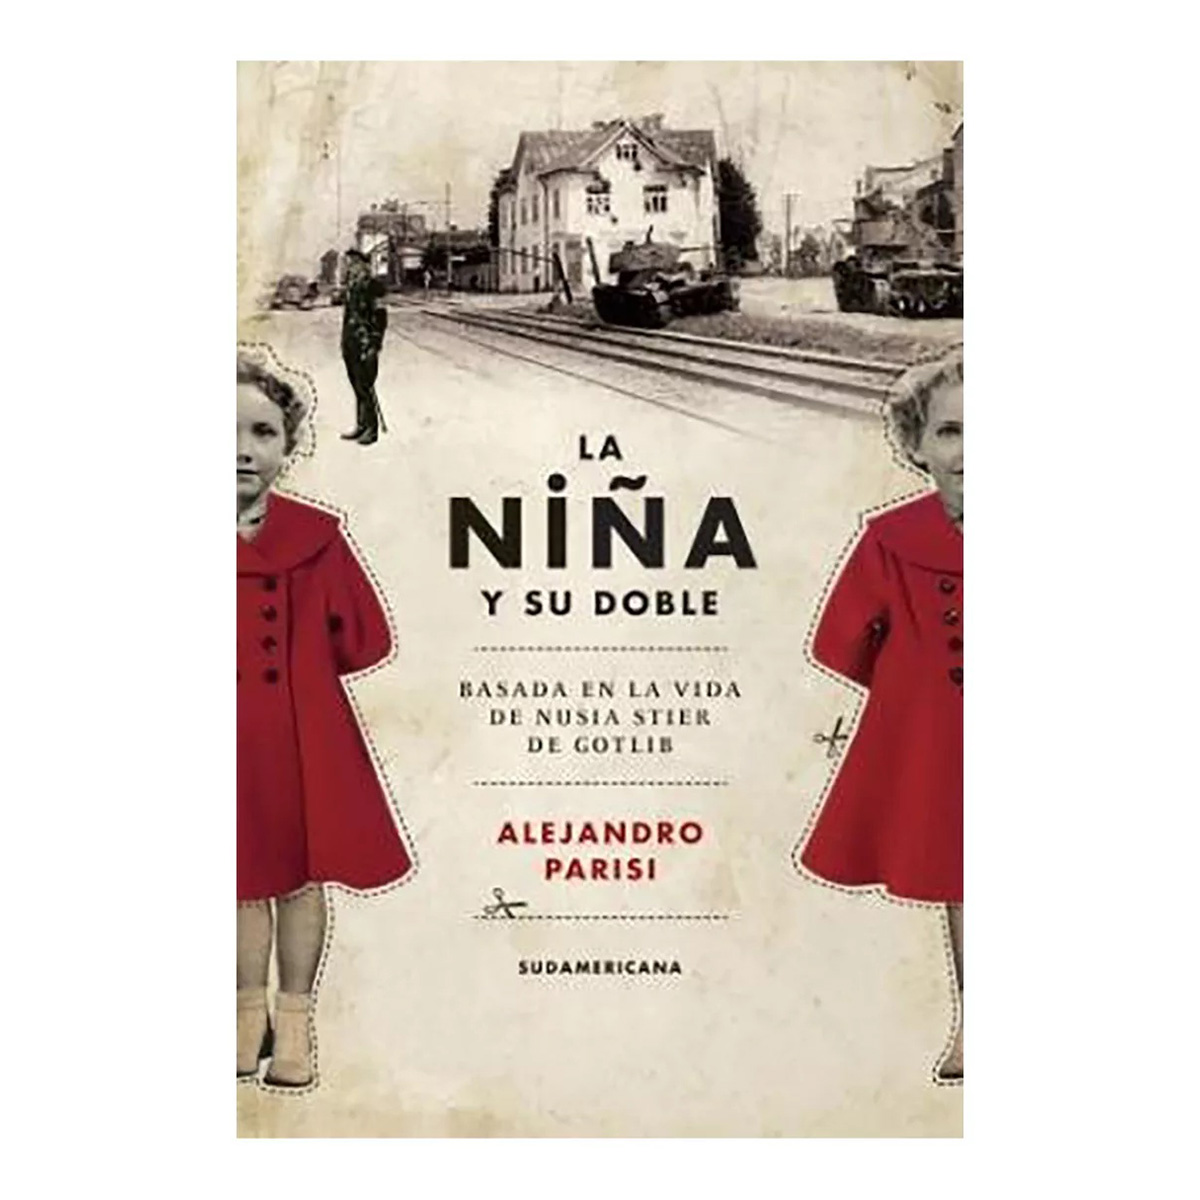 LA
NIÑA
Y SU DOBLE
BASADA EN LA VIDA
DE NUSIA STIER
DE GOTLIB
ALEJANDRO
PARISI
SUDAMERICANA